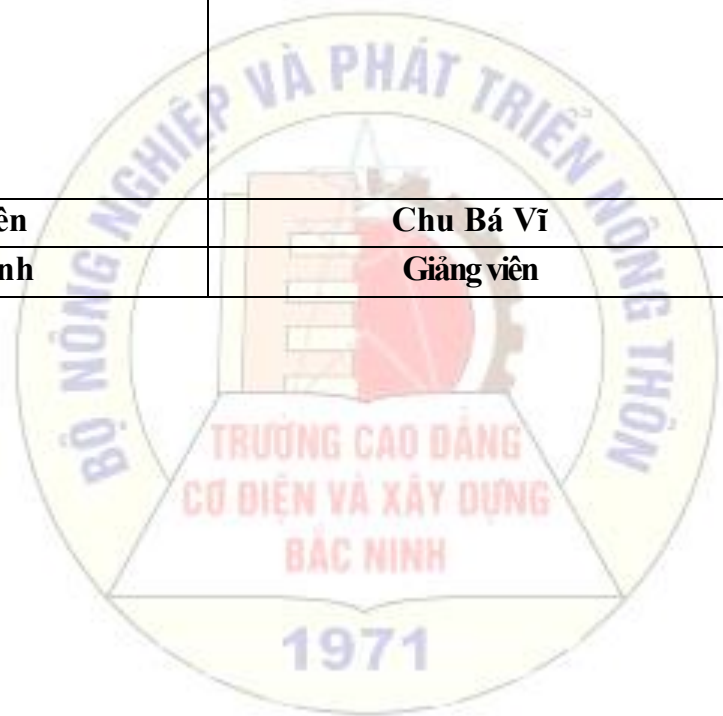 BỘ NÔNG NGHIỆP VÀ PHÁT TRIỂN NÔNG THÔN
ên Chu Bá Vĩ
nh Giảng viên
TRƯỜNG CAO ĐẲNG
CƠ ĐIỆN VÀ XÂY DỰNG
BẮC NINH
1971